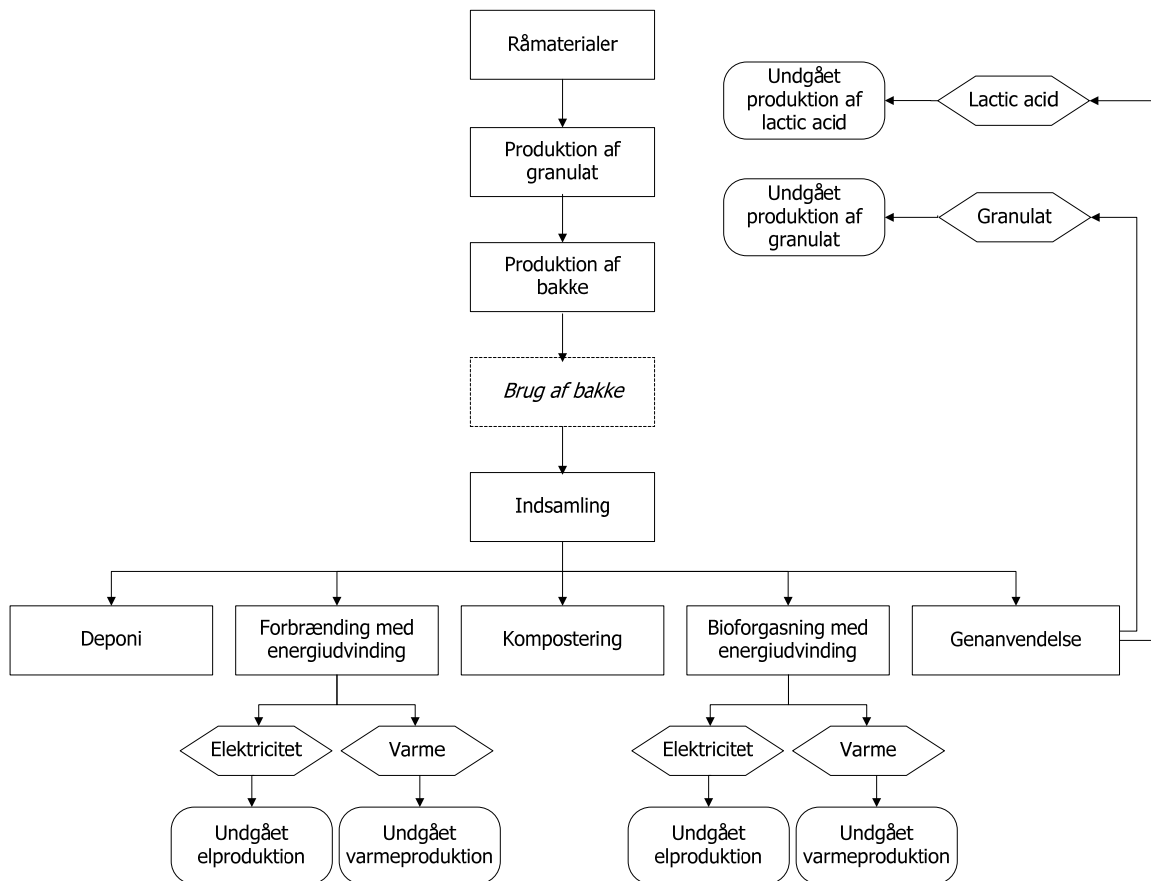 Råmaterialer
Undgået
produktion af
lactic acid
Lactic acid
Produktion af
granulat
Undgået
produktion af
granulat
Granulat
Produktion af
bakke
Brug af bakke
Indsamling
Deponi
Forbrænding med
energiudvinding
Kompostering
Bioforgasning med
energiudvinding
Genanvendelse
Elektricitet
Varme
Elektricitet
Varme
Undgået
elproduktion
Undgået
varmeproduktion
Undgået
elproduktion
Undgået
varmeproduktion